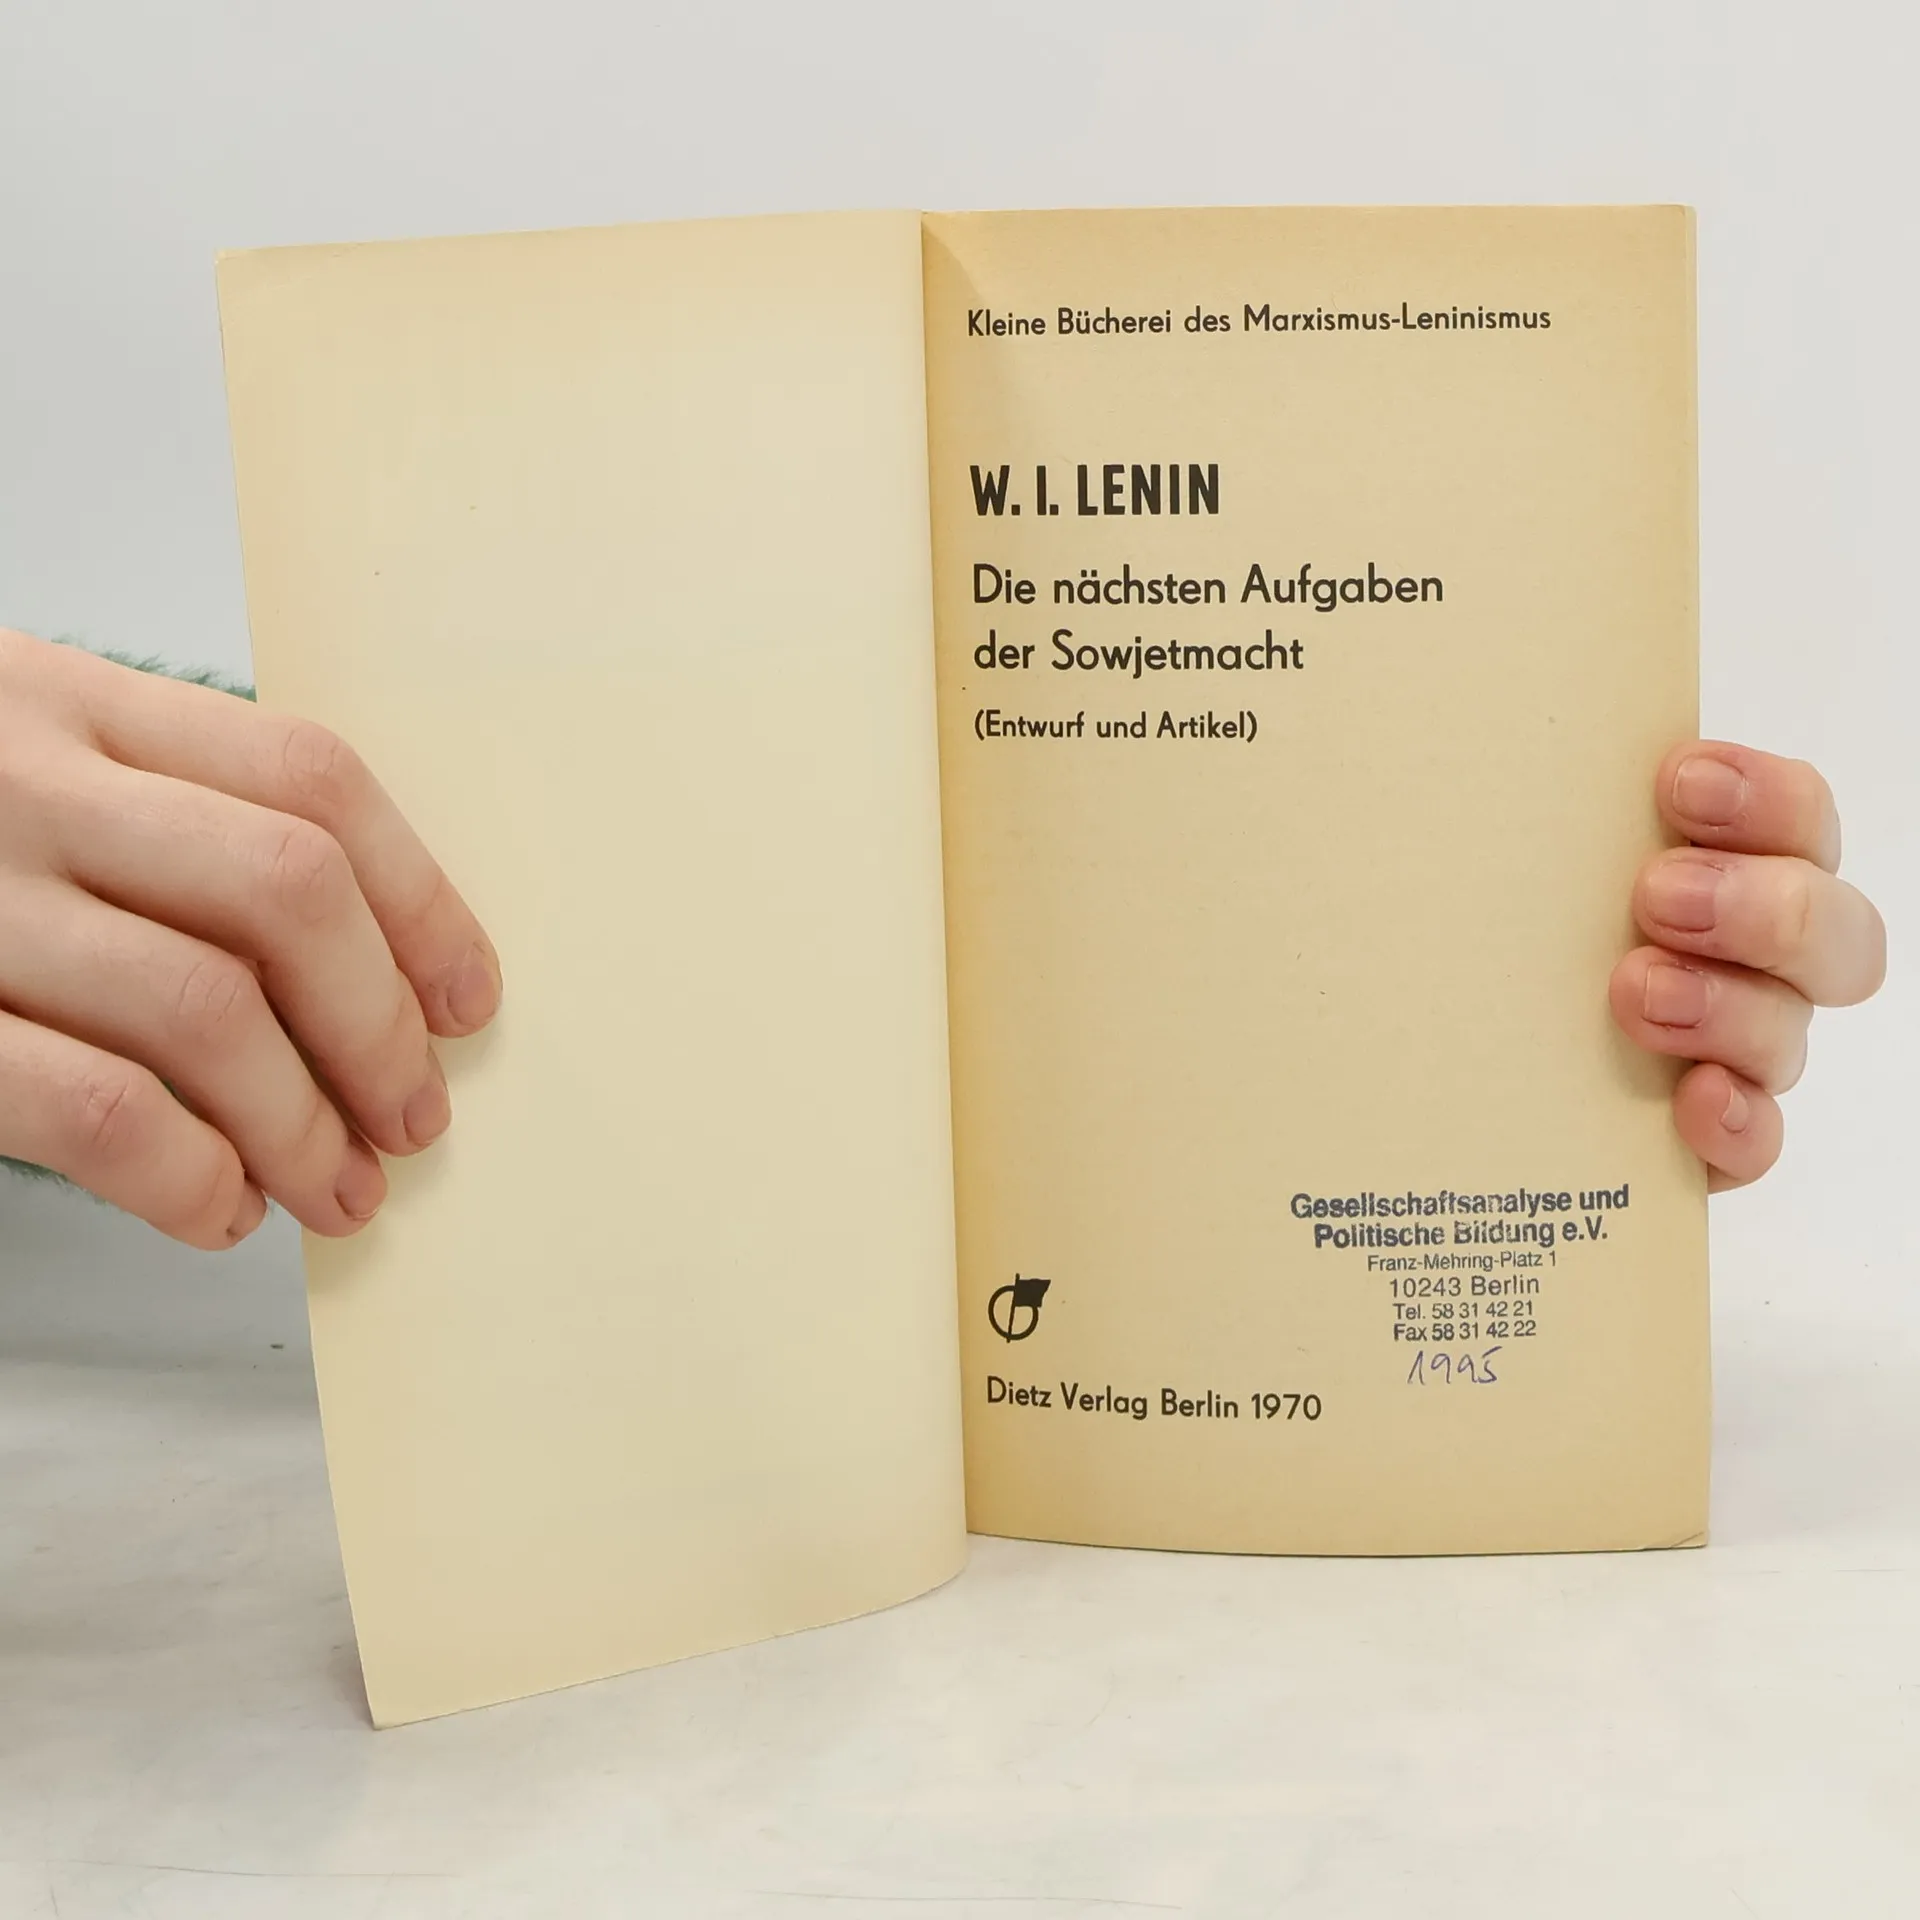 Kleine Bücherei des Marxismus-Leninismus
W. I. LENIN
Die nächsten Aufgaben
der Sowjetmacht
(Entwurf und Artikel)
Gesellschaftsanalyse und
Politische Bildung e.V.
Franz-Mehring-Platz 1
10243 Berlin
Tel. 58 31 42 21
Fax 58 31 42 22
1995
Dietz Verlag Berlin 1970